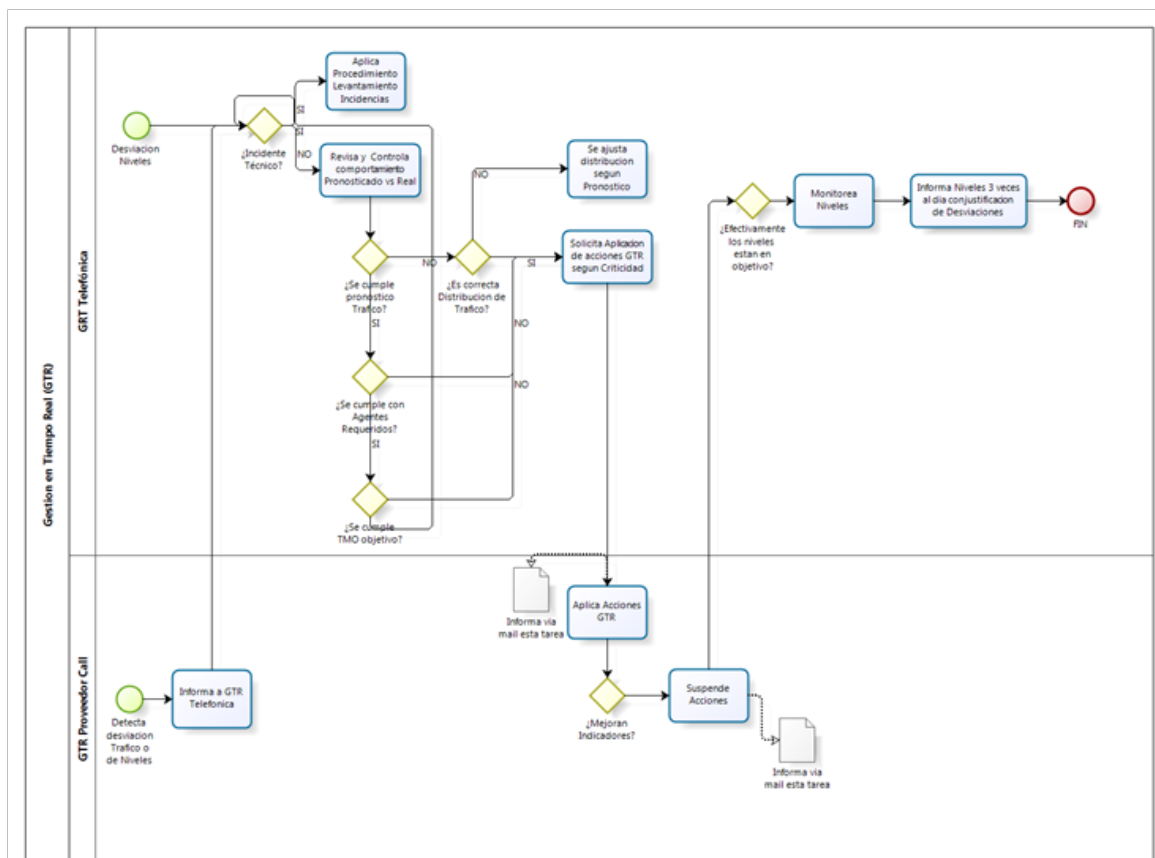 Gestion en Tiempo Real (GTR)
GRT Telefónica
Aplica
Procedimiento
Levantamiento
Incidencias
Desviacion
Niveles
¿Incidente
Técnico?
SI
SI
NO
Revisa y Controla
comportamiento
Pronosticado vs Real
Se ajusta
distribucion
segun
Pronostico
NO
¿Se cumple
pronostico
Trafico?
NO
¿Es correcta
Distribucion de
Trafico?
SI
Solicita Aplicacion
de acciones GTR
segun Criticidad
¿Efectivamente
los niveles
estan en
objetivo?
Monitorea
Niveles
Informa Niveles 3 veces
al dia conjustificacion
de Desviaciones
FIN
SI
NO
¿Se cumple con
Agentes
Requeridos?
NO
SI
¿Se cumple
TMO objetivo?
GTR Proveedor Call
Detecta
desviacion
Trafico o
de Niveles
Informa a GTR
Telefonica
Informa via
mail esta tarea
Aplica Acciones
GTR
¿Mejoran
Indicadores?
Suspende
Acciones
Informa via
mail esta tarea